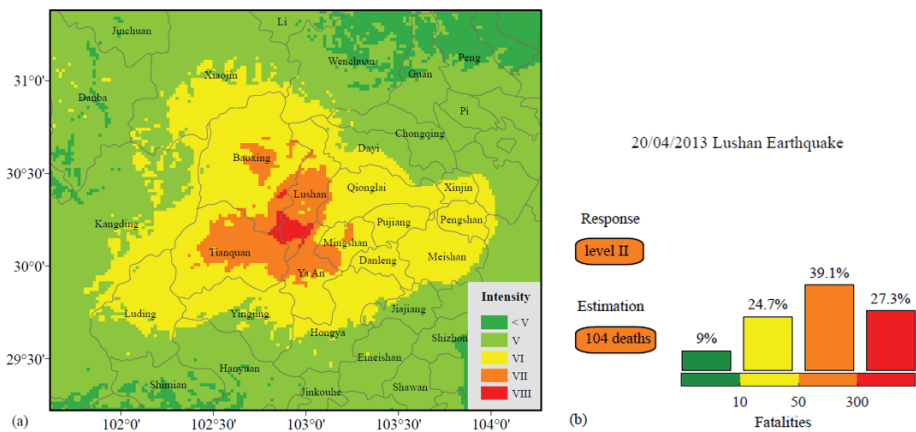 Jinchuan
Li
Wenchuan
Peng
Guan
31°0'
Xiaojin
Danba
Pi
Chongqing
Dayi
Baoxing
30°30'
Qionglai
Xinjin
Lushan
Kangding
Pujiang
Pengshan
Mingshan
30°0'
Tianquan
Danleng
Meishan
Ya An
Luding
Yingjing
Jiajiang
Hongya
Shizho
29°30'
Emeishan
Hanyuan
Shimian
Jinkouhe
Shawan
Intensity
< V
V
VI
VII
VIII
(a)
102°0'
102°30'
103°0'
103°30'
104°0'
20/04/2013 Lushan Earthquake
Response
level II
Estimation
104 deaths
9%
24.7%
39.1%
27.3%
10
50
300
Fatalities
(b)